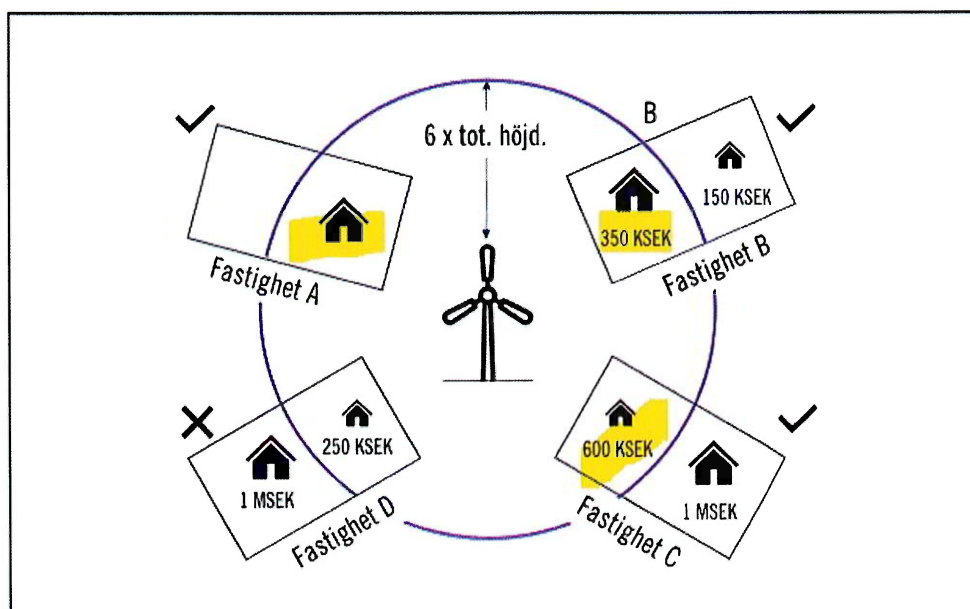 6 x tot. höjd.
B
150 KSEK
350 KSEK
Fastighet A
Fastighet B
250 KSEK
1 MSEK
Fastighet D
600 KSEK
1 MSEK
Fastighet C